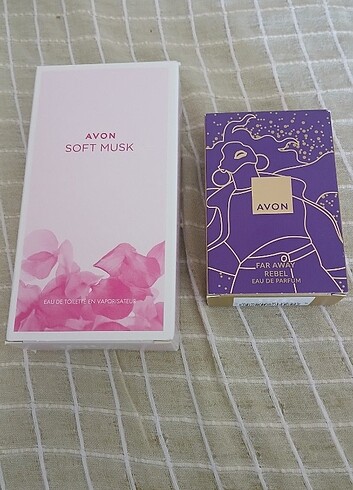 AVON
SOFT MUSK
EAU DE TOILETTE EN VAPORISATEUR
AVON
FAR AWAY
REBEL
EAU DE PARFUM